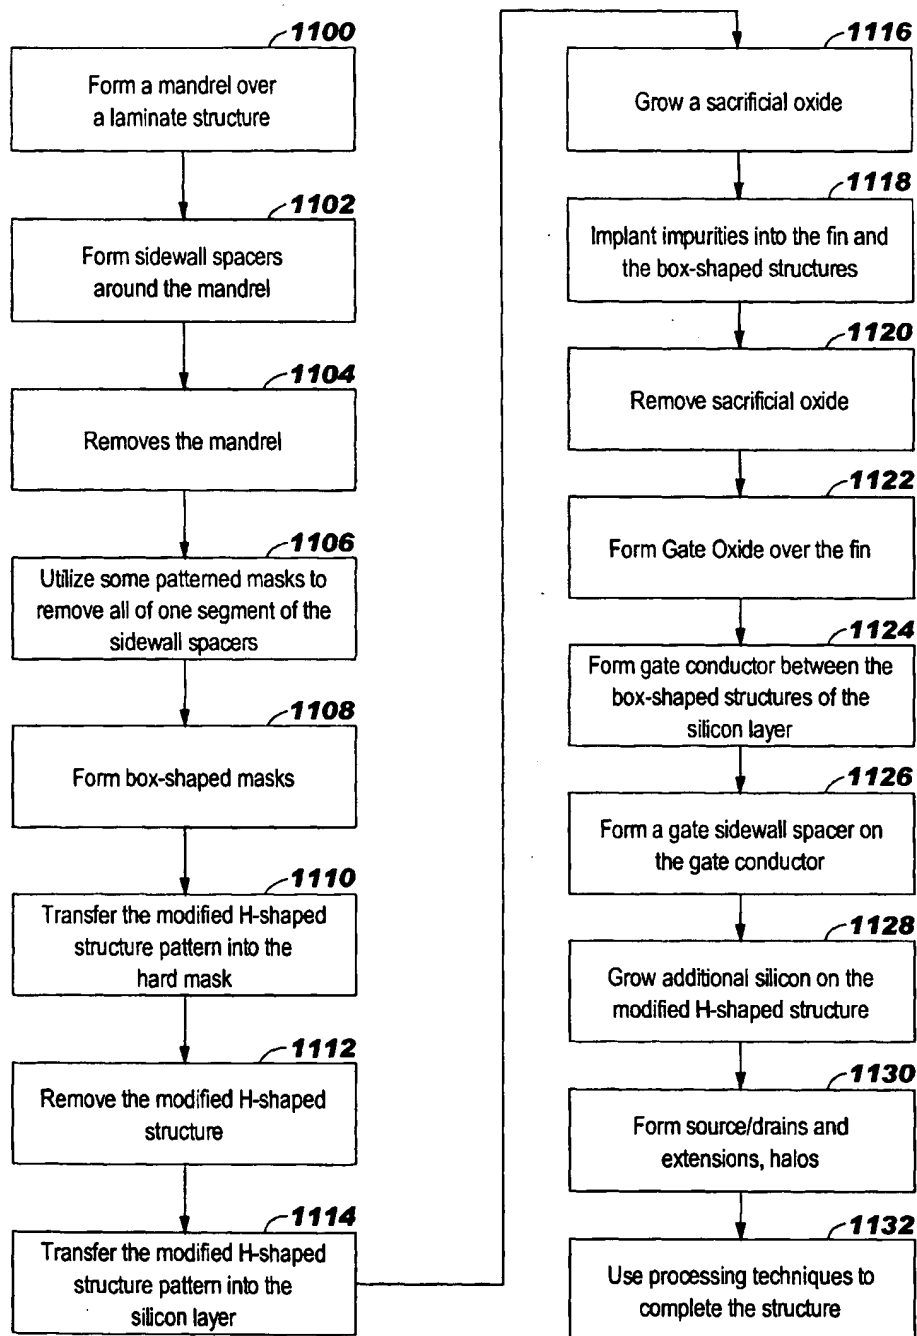 1100
Form a mandrel over
a laminate structure
1102
Form sidewall spacers
around the mandrel
1104
Removes the mandrel
1106
Utilize some patterned masks to
remove all of one segment of the
sidewall spacers
1108
Form box-shaped masks
1110
Transfer the modified H-shaped
structure pattern into the
hard mask
1112
Remove the modified H-shaped
structure
1114
Transfer the modified H-shaped
structure pattern into the
silicon layer
1116
Grow a sacrificial oxide
1118
Implant impurities into the fin and
the box-shaped structures
1120
Remove sacrificial oxide
1122
Form Gate Oxide over the fin
1124
Form gate conductor between the
box-shaped structures of the
silicon layer
1126
Form a gate sidewall spacer on
the gate conductor
1128
Grow additional silicon on the
modified H-shaped structure
1130
Form source/drains and
extensions, halos
1132
Use processing techniques to
complete the structure